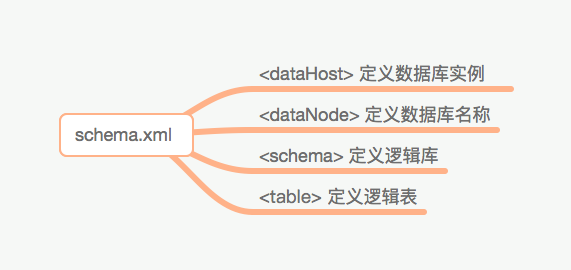 <dataHost> 定义数据库实例
<dataNode> 定义数据库名称
schema.xml
<schema> 定义逻辑库
<table> 定义逻辑表